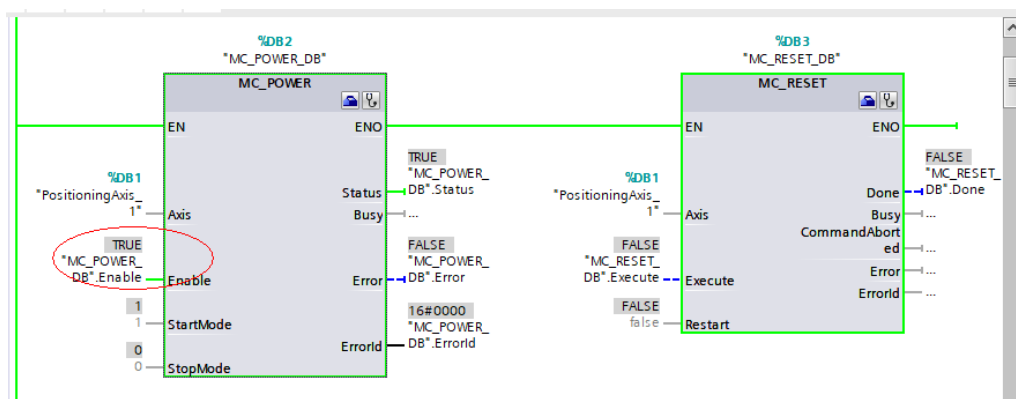 %DB2
"MC_POWER_DB"
MC_POWER
EN
ENO
%DB1
"PositioningAxis_
1"
Axis
TRUE
"MC_POWER_
DB".Enable
Enable
1
1
StartMode
0
0
StopMode
TRUE
"MC_POWER_
DB".Status
Status
Busy
...
FALSE
"MC_POWER_
DB".Error
Error
16#0000
"MC_POWER_
DB".ErrorId
ErrorId
%DB3
"MC_RESET_DB"
MC_RESET
EN
ENO
%DB1
"PositioningAxis_
1"
Axis
FALSE
"MC_RESET_
DB".Execute
Execute
FALSE
false
Restart
FALSE
"MC_RESET_
DB".Done
Done
Busy
...
CommandAbort
ed
...
Error
...
ErrorId
...